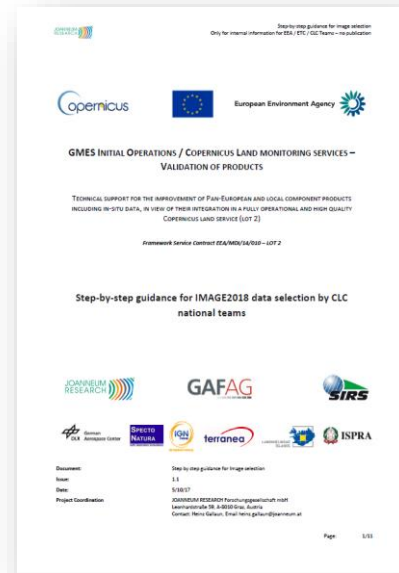 JOANNEUM
RESEARCH
Step-by-step guidance for image selection
Only for internal information for EEA / ETC / CLC Teams – no publication
opernicus
European Environment Agency
GMES INITIAL OPERATIONS / COPERNICUS LAND MONITORING SERVICES –
VALIDATION OF PRODUCTS
TECHNICAL SUPPORT FOR THE IMPROVEMENT OF PAN-EUROPEAN AND LOCAL COMPONENT PRODUCTS
INCLUDING IN-SITU DATA, IN VIEW OF THEIR INTEGRATION IN A FULLY OPERATIONAL AND HIGH QUALITY
COPERNICUS LAND SERVICE (LOT 2)
Framework Service Contract EEA/MDI/14/010 – LOT 2
Step-by-step guidance for IMAGE2018 data selection by CLC
national teams
JOANNEUM
RESEARCH
GAFAG
SIRS
DLR
German
Aerospace Center
SPECTO
NATURA
IGN
terranea
ISPRA
Document: Step by step guidance for image selection
Issue: 1.1
Date: 5/10/17
Project Coordination JOANNEUM RESEARCH Forschungsgesellschaft mbH
Leonhardstraße 59, A-8010 Graz, Austria
Contact: Heinz Gallaun, Email heinz.gallaun@joanneum.at
Page: